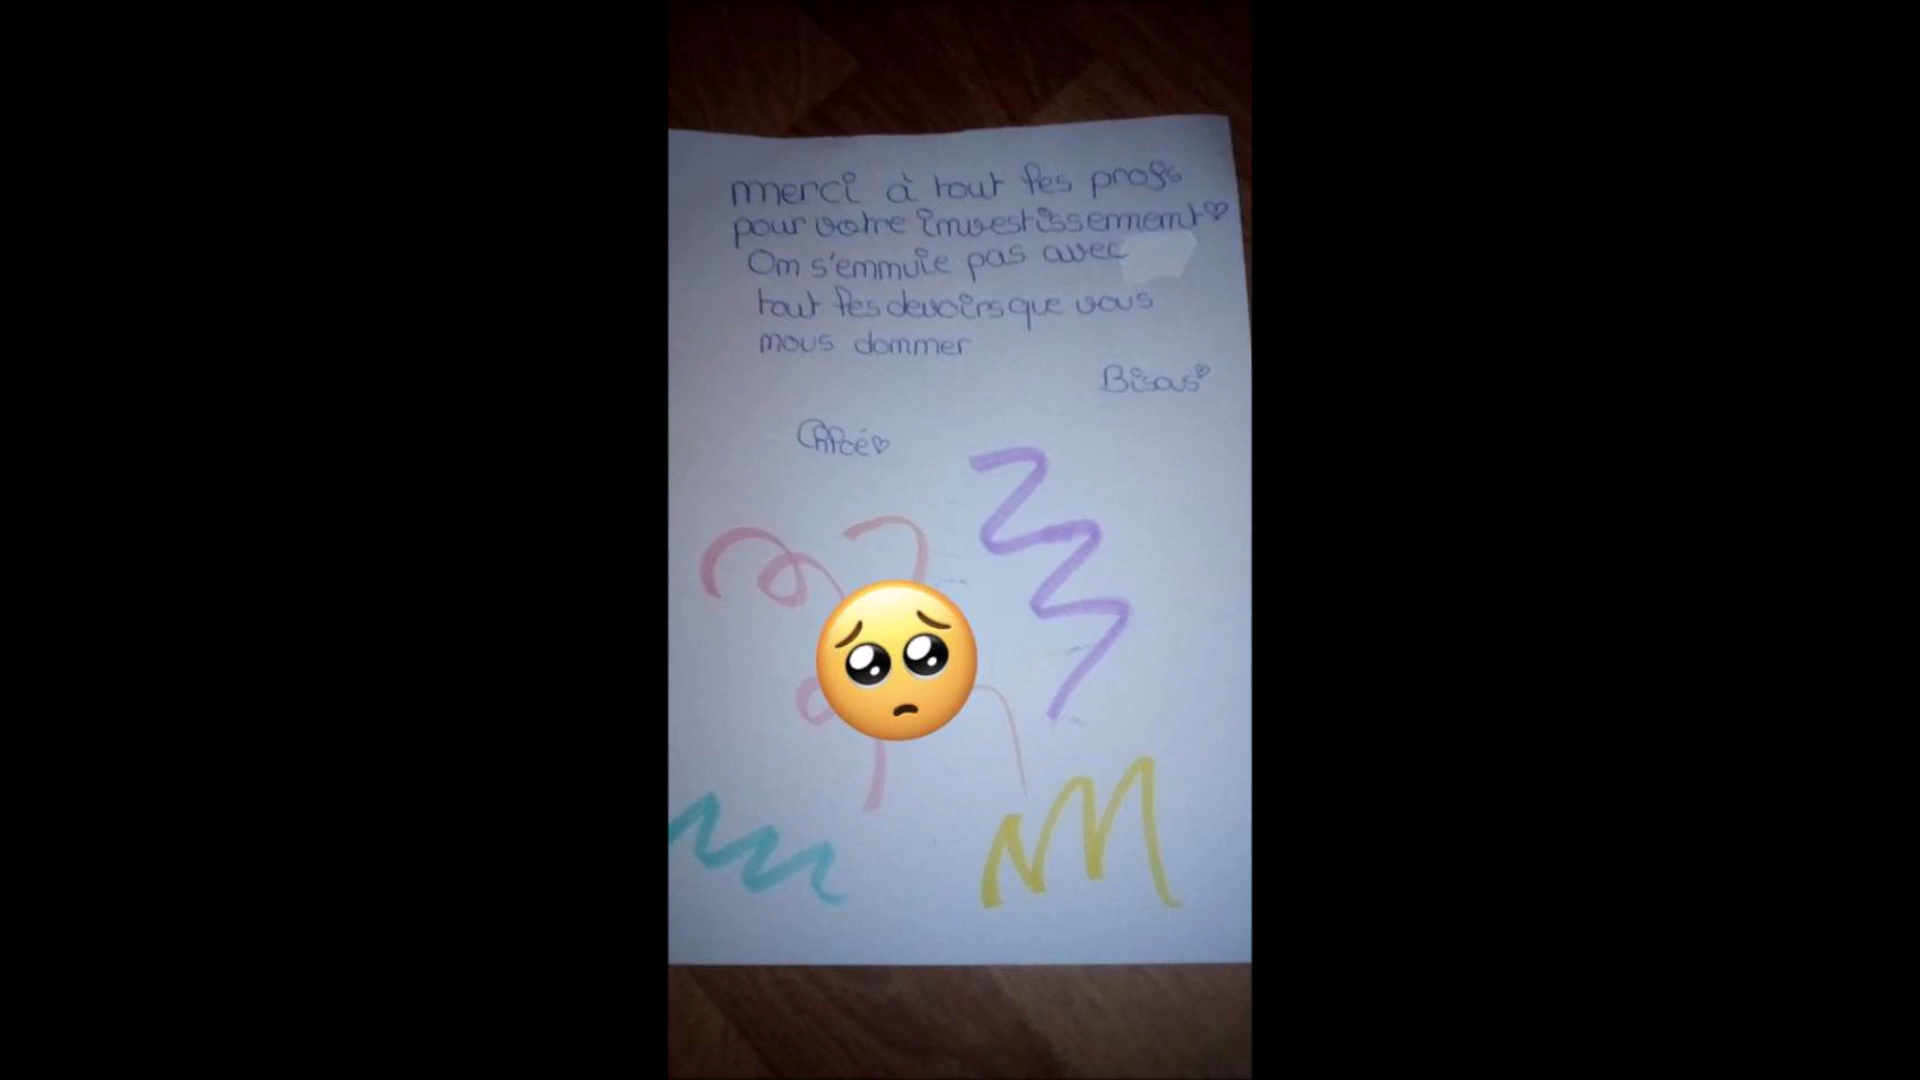 merci à tout les profs
pour votre investissement♡
On s'ennuie pas avec
tout les devoirs que vous
nous donner
Bisous♡
Chloé♡